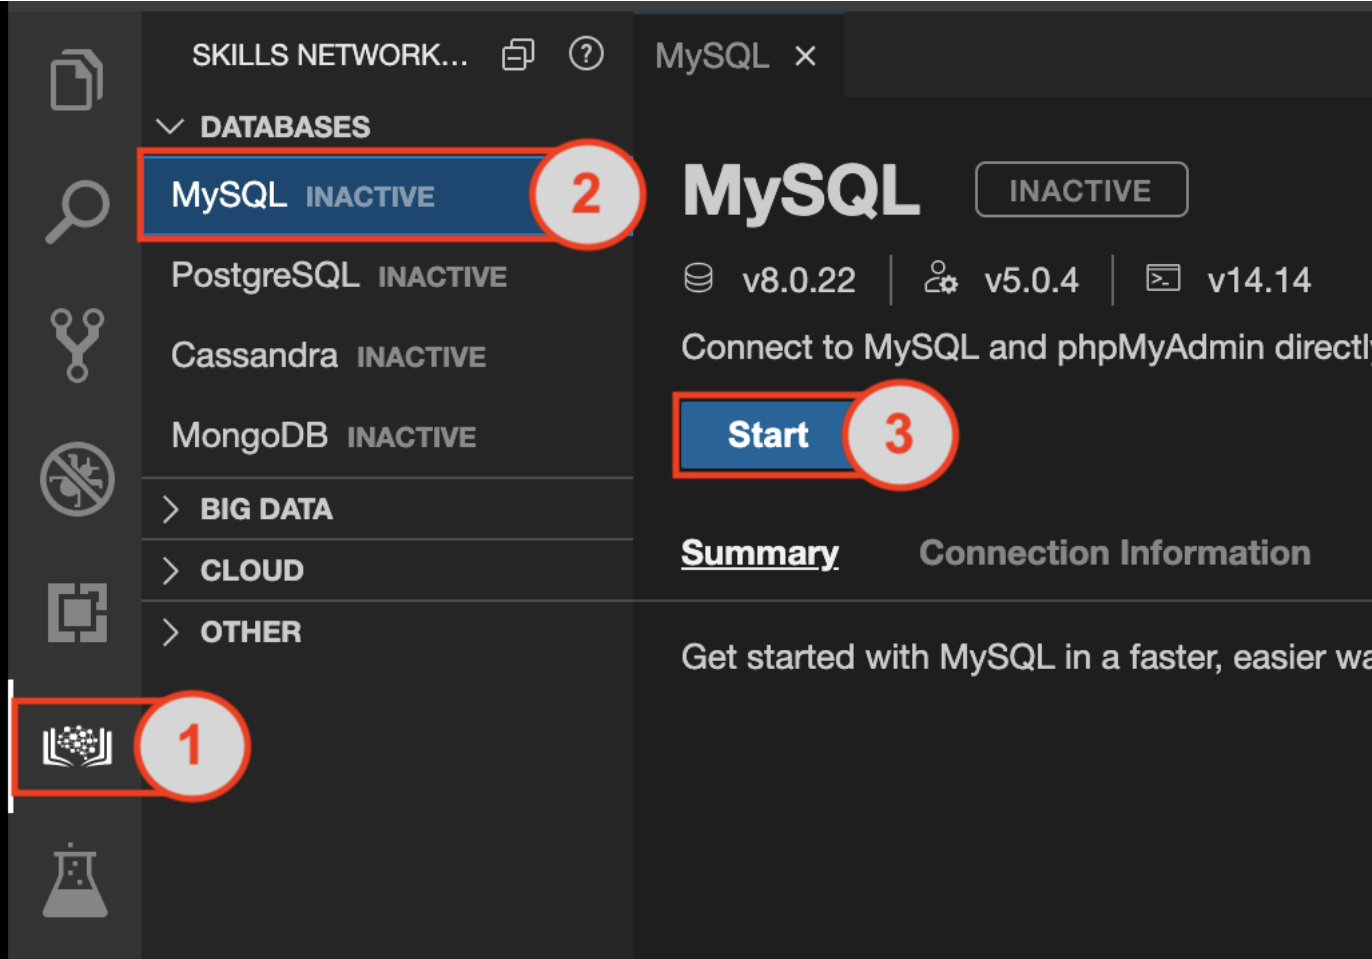 SKILLS NETWORK...
MySQL
DATABASES
MySQL INACTIVE
2
PostgreSQL INACTIVE
Cassandra INACTIVE
MongoDB INACTIVE
BIG DATA
CLOUD
OTHER
1
MySQL INACTIVE
v8.0.22 v5.0.4 v14.14
Connect to MySQL and phpMyAdmin directly
Start
3
Summary Connection Information
Get started with MySQL in a faster, easier wa